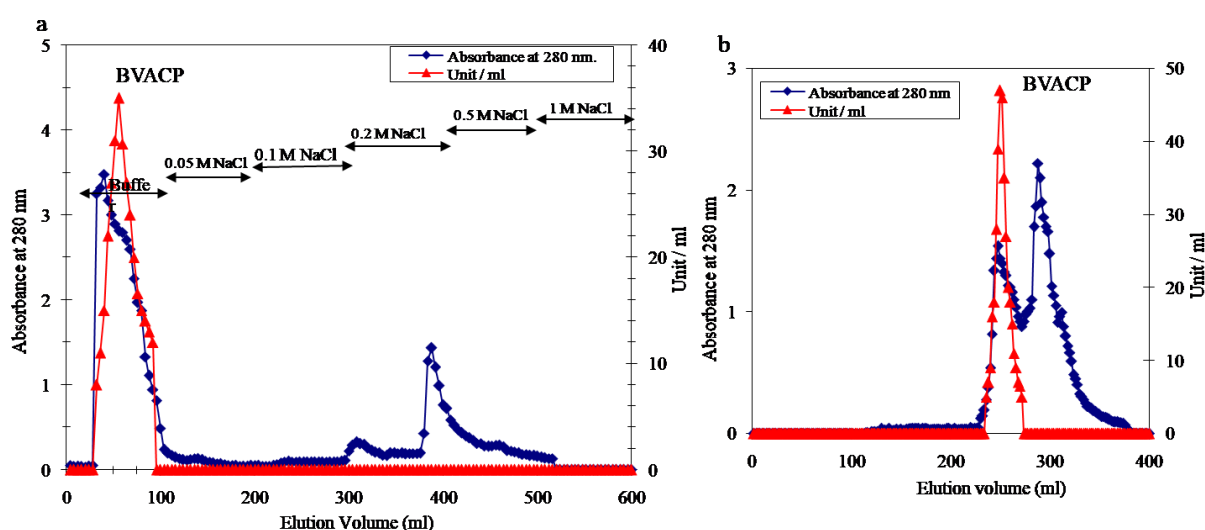 a
Absorbance at 280 nm.
Unit / ml
BVACP
Buffe
0.05 M NaCl
0.1 M NaCl
0.2 M NaCl
0.5 M NaCl
1 M NaCl
5
4
3
2
1
0
40
30
20
10
0
Absorbance at 280 nm
Unit / ml
0 100 200 300 400 500 600
Elution Volume (ml)
b
Absorbance at 280 nm
Unit / ml
BVACP
3
2
1
0
50
40
30
20
10
0
Absorbance at 280 nm
Unit / ml
0 100 200 300 400
Elution volume (ml)